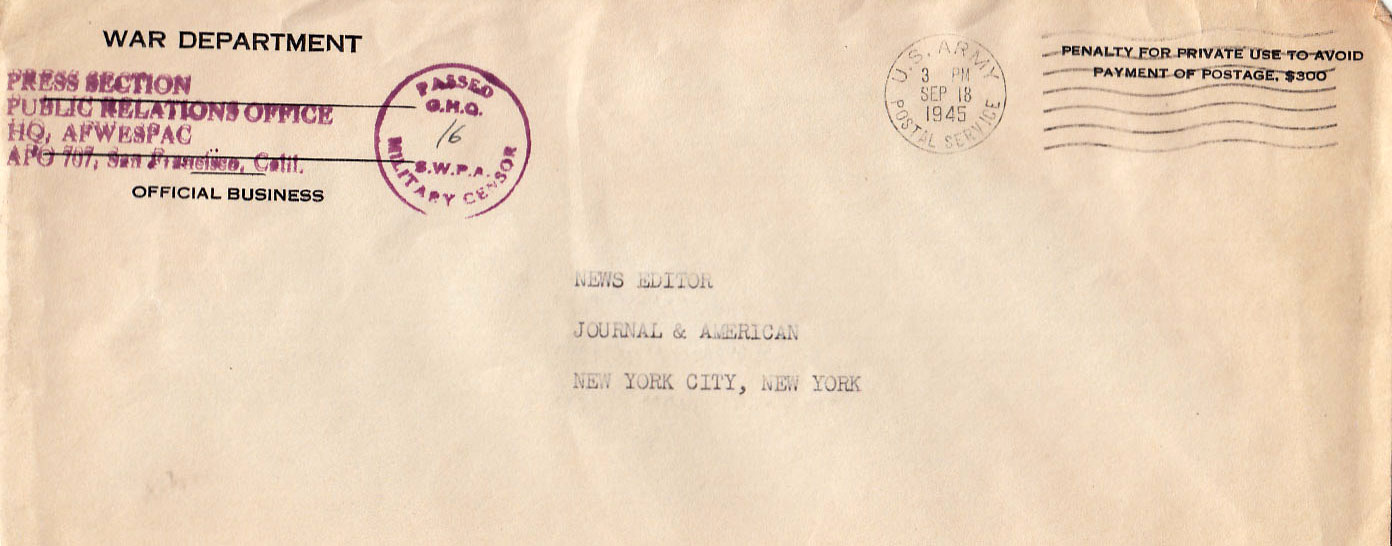 WAR DEPARTMENT
PRESS SECTION
PUBLIC RELATIONS OFFICE
HQ, AFWESPAC
APO 707, San Francisco, Calif.
OFFICIAL BUSINESS
PASSED
G.H.Q.
16
S.W.P.A.
MILITARY CENSOR
U.S. ARMY
3 PM
SEP 18
1945
POSTAL SERVICE
PENALTY FOR PRIVATE USE TO AVOID
PAYMENT OF POSTAGE, $300
NEWS EDITOR
JOURNAL & AMERICAN
NEW YORK CITY, NEW YORK